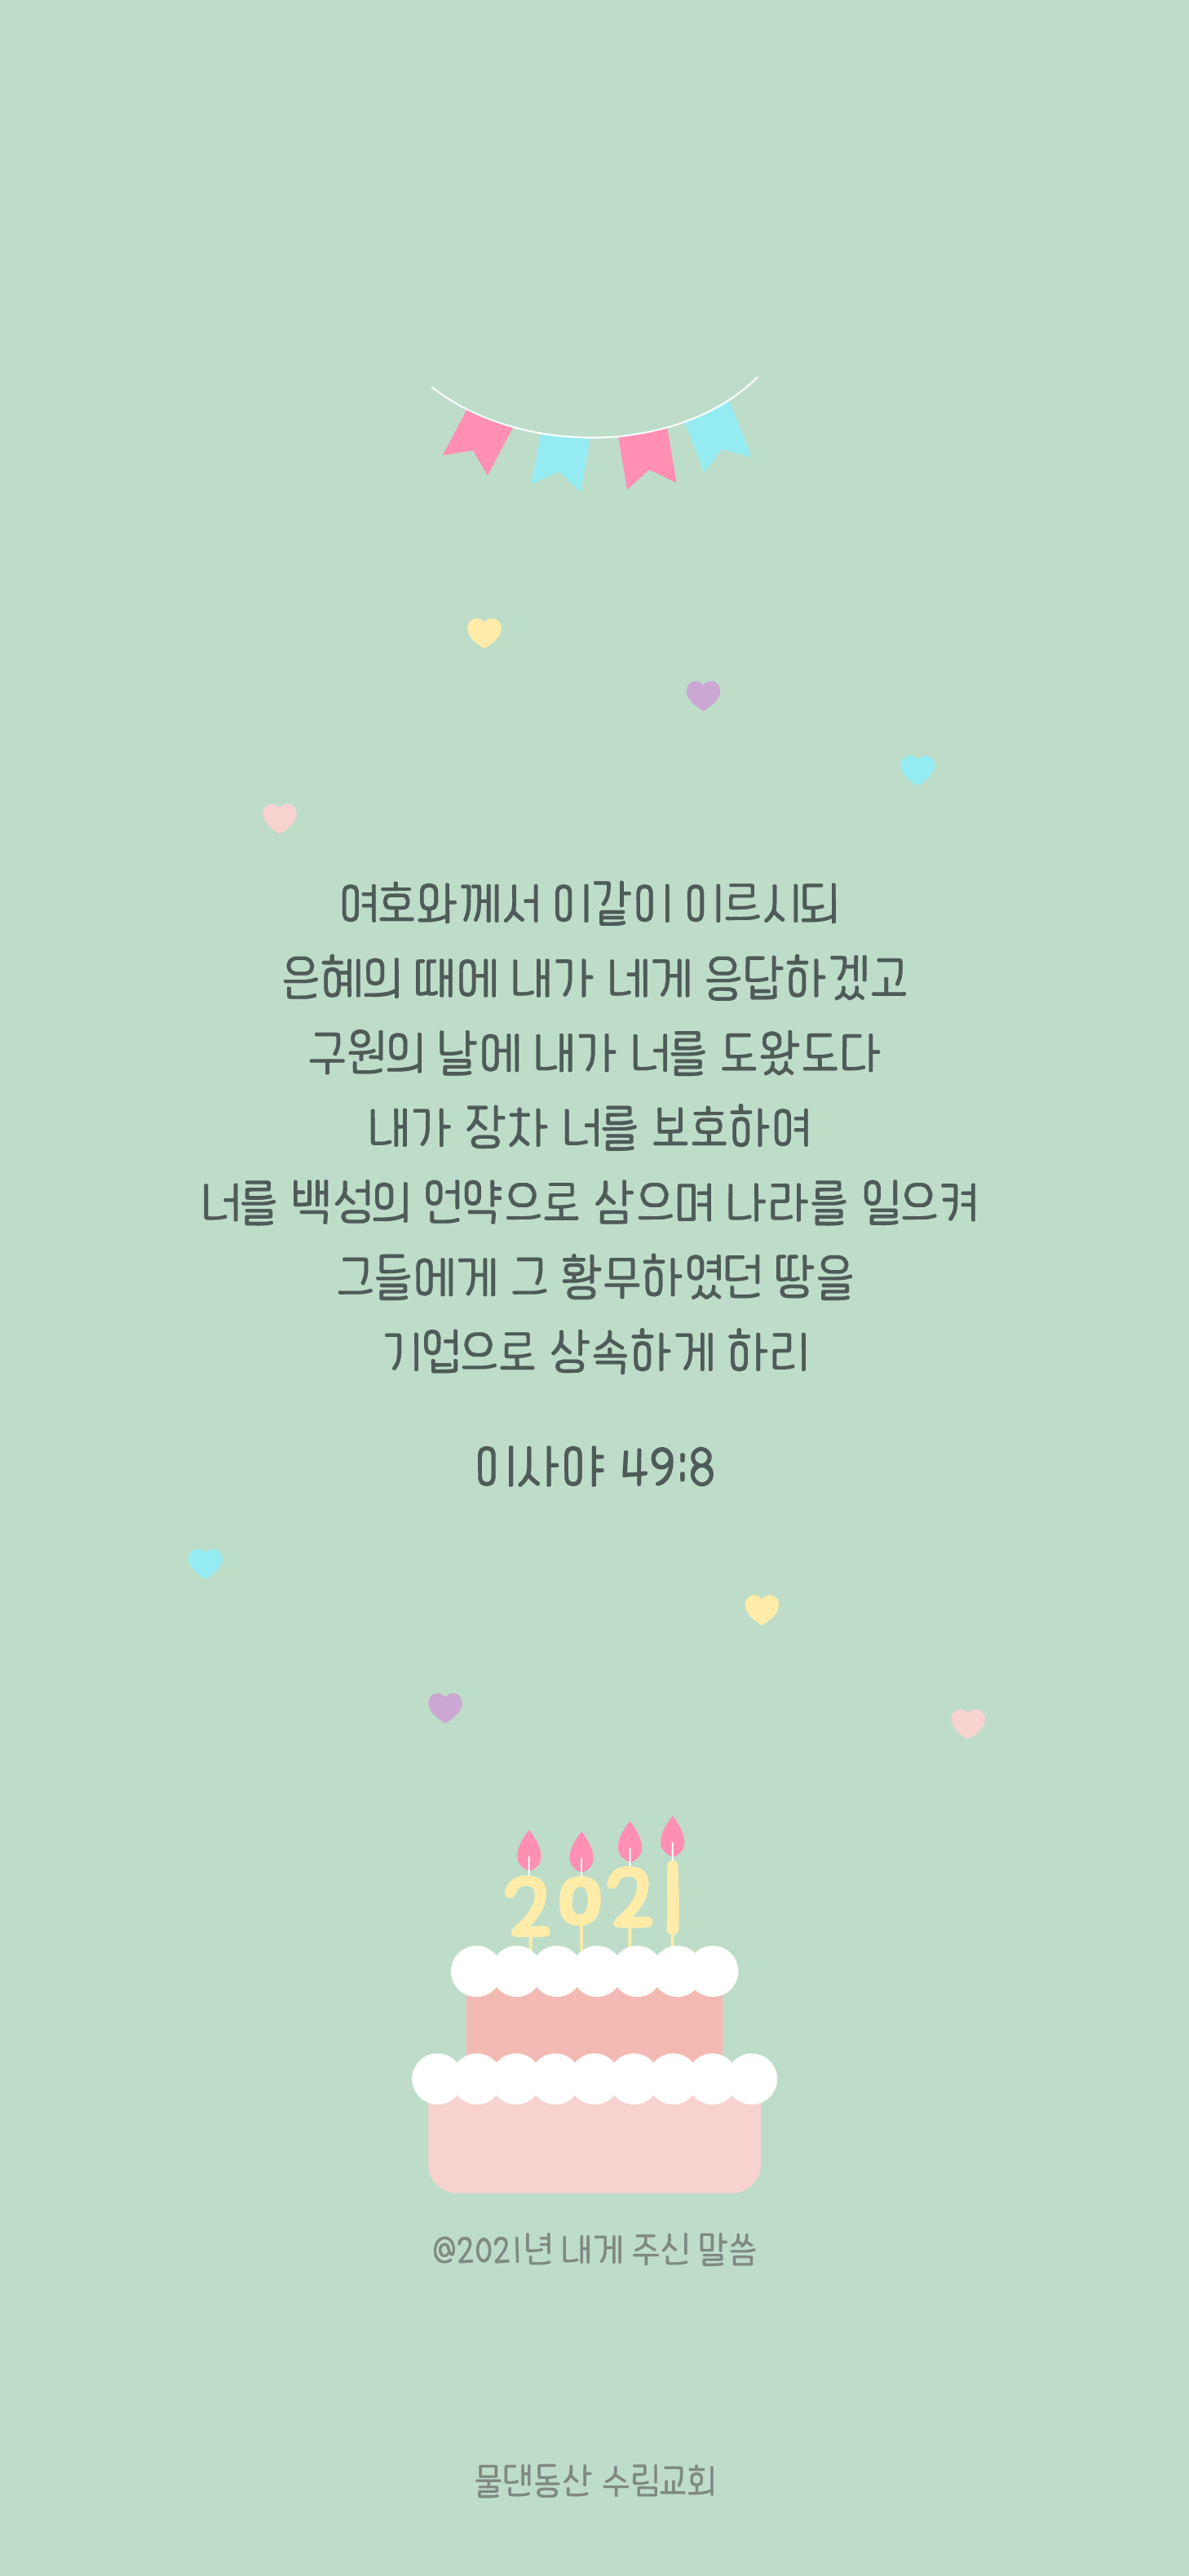 여호와께서 이같이 이르시되
은혜의 때에 내가 네게 응답하겠고
구원의 날에 내가 너를 도왔도다
내가 장차 너를 보호하여
너를 백성의 언약으로 삼으며 나라를 일으켜
그들에게 그 황무하였던 땅을
기업으로 상속하게 하리
이사야 49:8
2021
@2021년 내게 주신 말씀
물댄동산 수림교회